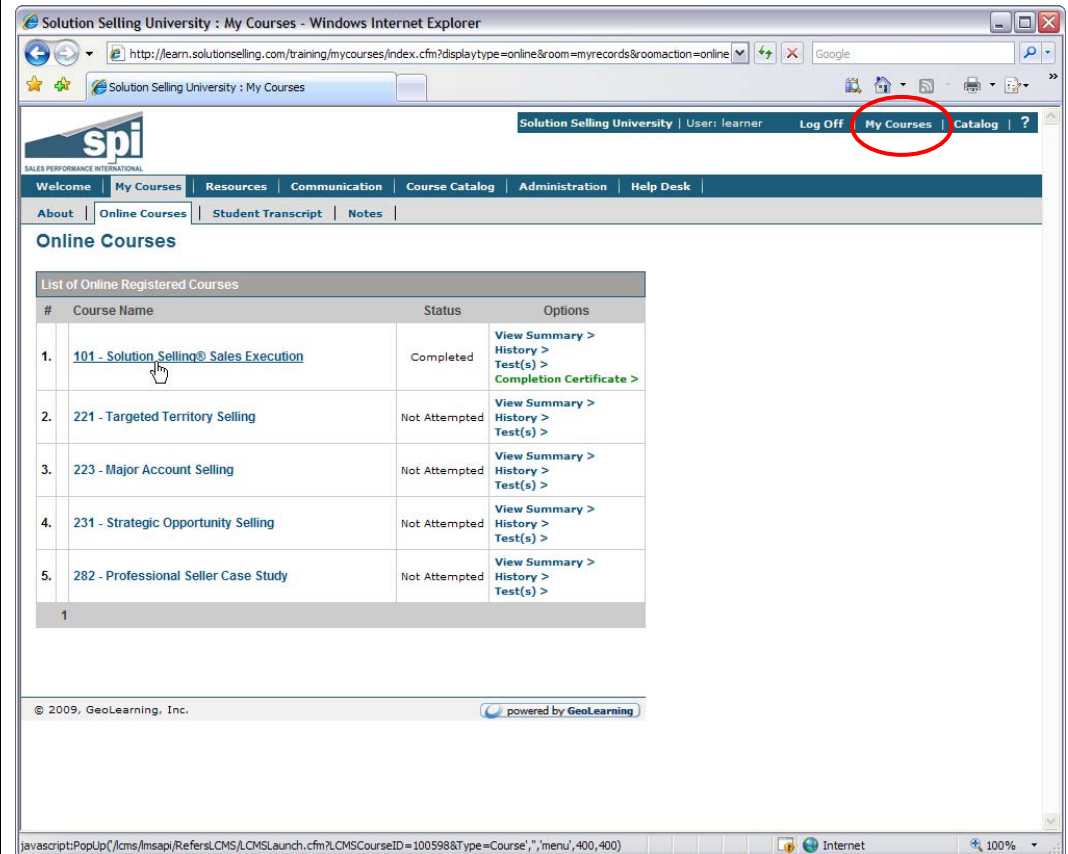 Solution Selling University : My Courses - Windows Internet Explorer
http://learn.solutionselling.com/training/mycourses/index.cfm?displaytype=online&room=myrecords&roomaction=online
Google
Solution Selling University : My Courses
»
spi
SALES PERFORMANCE INTERNATIONAL
Solution Selling University | User: learner Log Off | My Courses | Catalog | ?
Welcome | My Courses | Resources | Communication | Course Catalog | Administration | Help Desk |
About | Online Courses | Student Transcript | Notes |
Online Courses
List of Online Registered Courses
# Course Name Status Options
1. 101 - Solution Selling® Sales Execution Completed
View Summary >
History >
Test(s) >
Completion Certificate >
2. 221 - Targeted Territory Selling Not Attempted
View Summary >
History >
Test(s) >
3. 223 - Major Account Selling Not Attempted
View Summary >
History >
Test(s) >
4. 231 - Strategic Opportunity Selling Not Attempted
View Summary >
History >
Test(s) >
5. 282 - Professional Seller Case Study Not Attempted
View Summary >
History >
Test(s) >
1
© 2009, GeoLearning, Inc. powered by GeoLearning
javascript:PopUp('/lcms/lmsapi/RefersLCMS/LCMSLaunch.cfm?LCMSCourseID=100598&Type=Course','','menu',400,400) Internet 100%